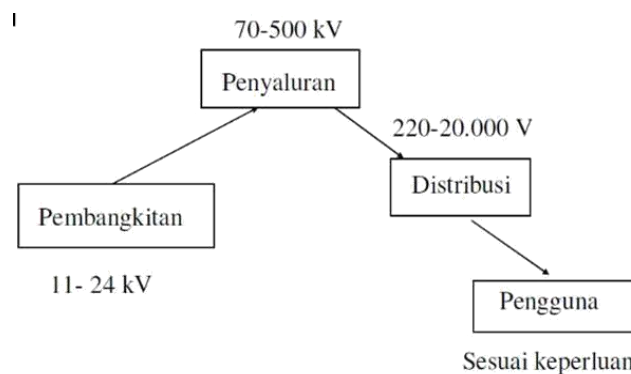 70-500 kV
Penyaluran
220-20.000 V
Distribusi
Pembangkitan
11- 24 kV
Pengguna
Sesuai keperluan